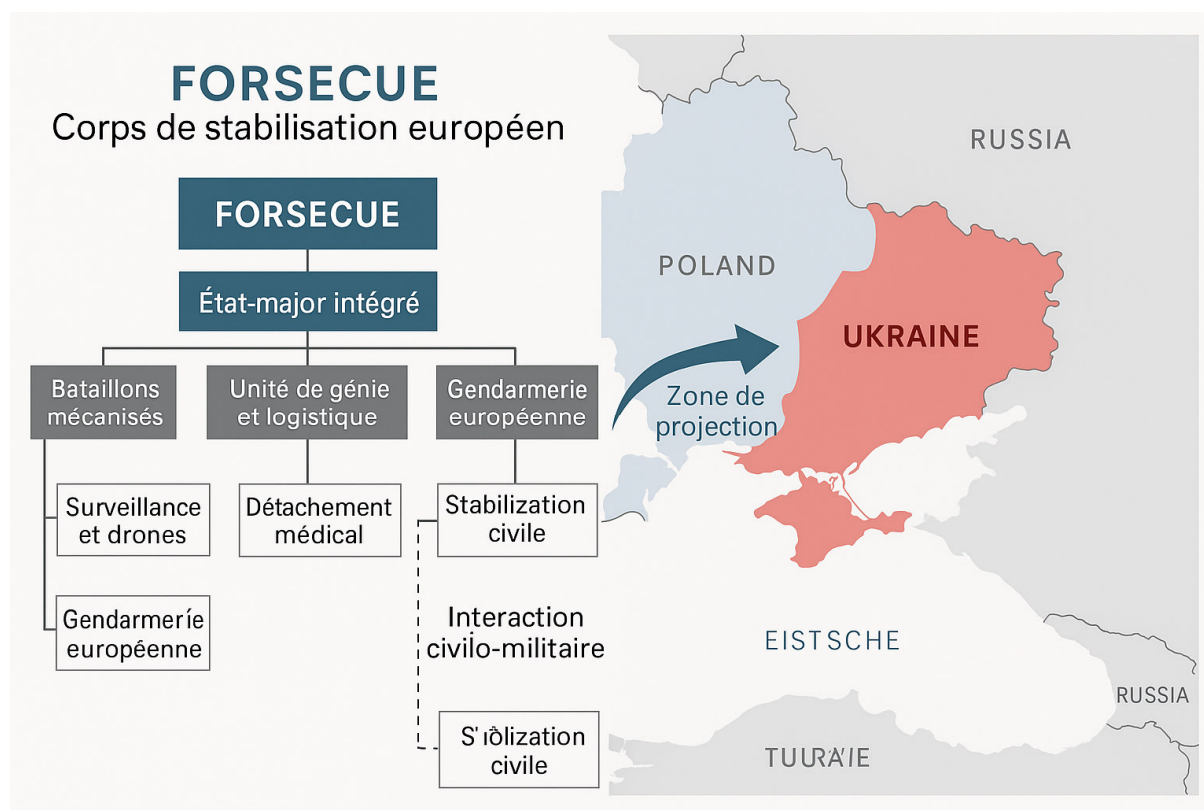 FORSECUE
Corps de stabilisation européen
FORSECUE
État-major intégré
Bataillons
mécanisés
Unité de génie
et logistique
Gendarmerie
européenne
Surveillance
et drones
Détachement
médical
Stabilization
civile
Gendarmerie
européenne
Interaction
civilo-militaire
civile
RUSSIA
POLAND
UKRAINE
Zone de
projection
EISTSCHE
RUSSIA